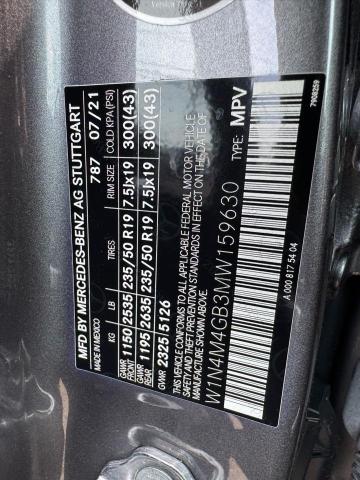 MFD BY MERCEDES-BENZ AG STUTTGART
MADE IN MEXICO 787 07/21
KG LB TIRES RIM SIZE COLD KPA (PSI)
GAWR FRONT 1150 2535 235/50 R19 7.5Jx19 300(43)
GAWR REAR 1195 2635 235/50 R19 7.5Jx19 300(43)
GVWR 2325 5126
THIS VEHICLE CONFORMS TO ALL APPLICABLE FEDERAL MOTOR VEHICLE
SAFETY AND THEFT PREVENTION STANDARDS IN EFFECT ON THE DATE OF
MANUFACTURE SHOWN ABOVE
W1N4M4GB3MW159630 TYPE: MPV
A 000 817 54 04 7908259